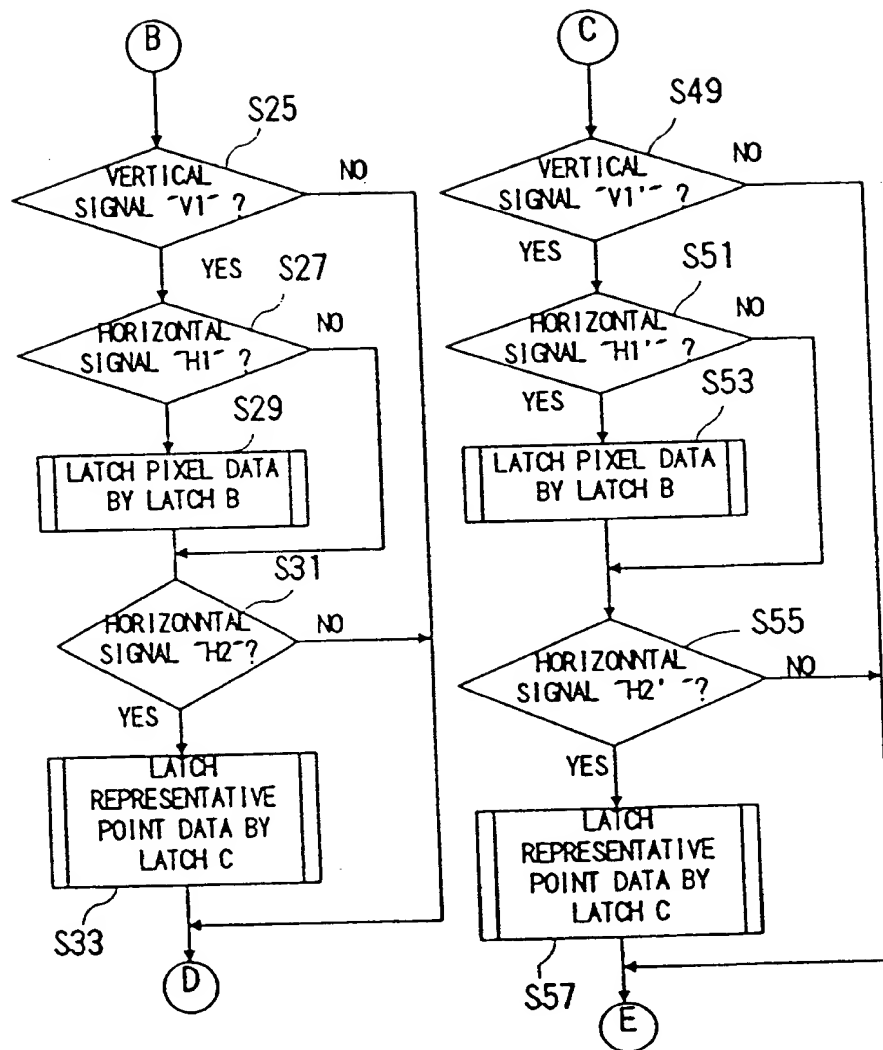 B
S25
VERTICAL
SIGNAL "V1" ?
NO
YES
S27
HORIZONTAL
SIGNAL "H1" ?
NO
S29
LATCH PIXEL DATA
BY LATCH B
S31
HORIZONNTAL
SIGNAL "H2"?
NO
YES
LATCH
REPRESENTATIVE
POINT DATA BY
LATCH C
S33
D
C
S49
VERTICAL
SIGNAL "V1'" ?
NO
YES
S51
HORIZONTAL
SIGNAL "H1'" ?
NO
YES
S53
LATCH PIXEL DATA
BY LATCH B
S55
HORIZONNTAL
SIGNAL "H2' "?
NO
YES
LATCH
REPRESENTATIVE
POINT DATA BY
LATCH C
S57
E